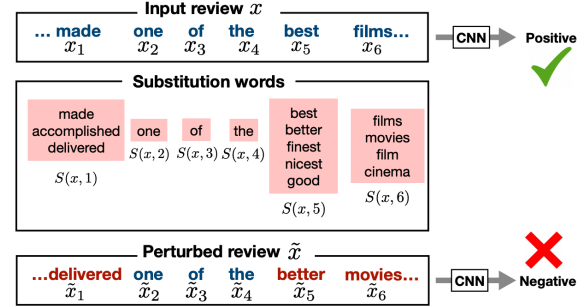 Input review x
... made one of the best films...
x₁ x₂ x₃ x₄ x₅ x₆
CNN
Positive
Substitution words
made
accomplished
delivered
S(x, 1)
one
S(x, 2)
of
S(x, 3)
the
S(x, 4)
best
better
finest
nicest
good
S(x, 5)
films
movies
film
cinema
S(x, 6)
Perturbed review x̃
...delivered one of the better movies...
x̃₁ x̃₂ x̃₃ x̃₄ x̃₅ x̃₆
CNN
Negative